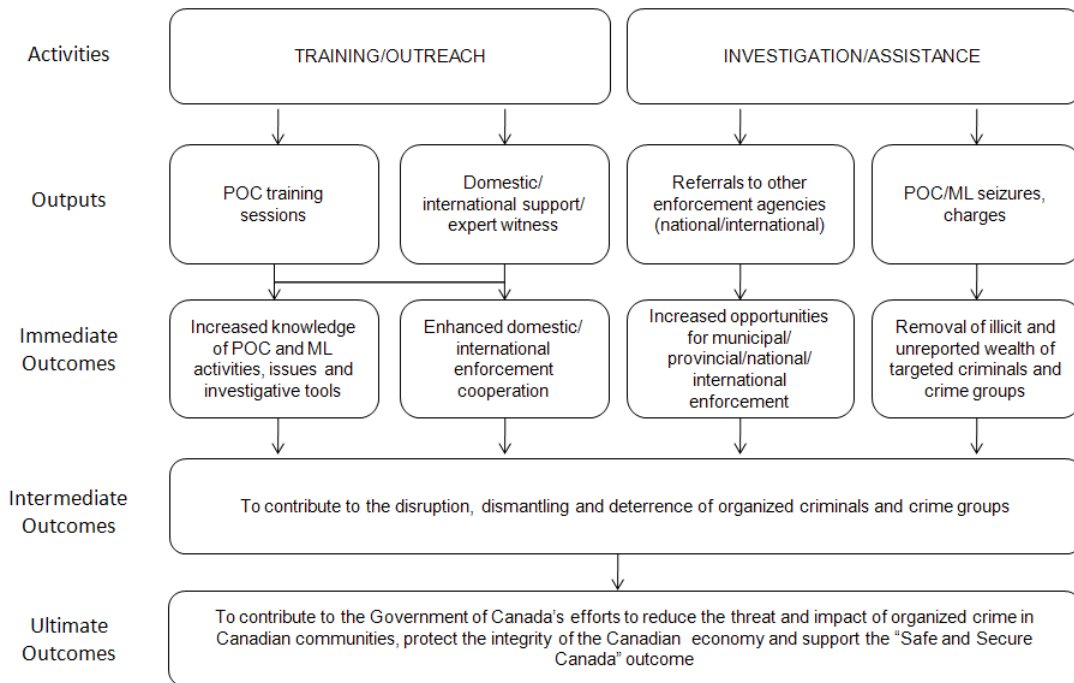 Activities
TRAINING/OUTREACH
INVESTIGATION/ASSISTANCE
Outputs
POC training
sessions
Domestic/
international support/
expert witness
Referrals to other
enforcement agencies
(national/international)
POC/ML seizures,
charges
Immediate
Outcomes
Increased knowledge
of POC and ML
activities, issues and
investigative tools
Enhanced domestic/
international
enforcement
cooperation
Increased opportunities
for municipal/
provincial/national/
international
enforcement
Removal of illicit and
unreported wealth of
targeted criminals and
crime groups
Intermediate
Outcomes
To contribute to the disruption, dismantling and deterrence of organized criminals and crime groups
Ultimate
Outcomes
To contribute to the Government of Canada’s efforts to reduce the threat and impact of organized crime in
Canadian communities, protect the integrity of the Canadian economy and support the “Safe and Secure
Canada” outcome